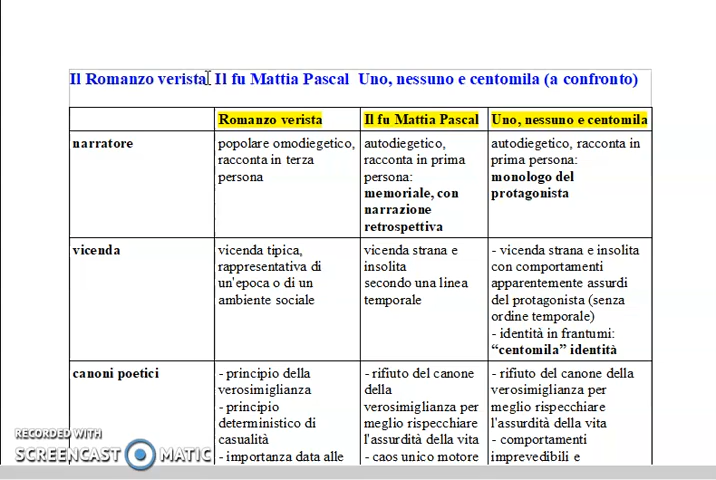 Il Romanzo verista Il fu Mattia Pascal Uno, nessuno e centomila (a confronto)
Romanzo verista
Il fu Mattia Pascal
Uno, nessuno e centomila
narratore
popolare omodiegetico,
racconta in terza
persona
autodiegetico,
racconta in prima
persona:
memoriale, con
narrazione
retrospettiva
autodiegetico, racconta in
prima persona:
monologo del
protagonista
vicenda
vicenda tipica,
rappresentativa di
un'epoca o di un
ambiente sociale
vicenda strana e
insolita
secondo una linea
temporale
- vicenda strana e insolita
con comportamenti
apparentemente assurdi
del protagonista (senza
ordine temporale)
- identità in frantumi:
“centomila” identità
canoni poetici
- principio della
verosimiglianza
- principio
deterministico di
casualità
- importanza data alle
- rifiuto del canone
della
verosimiglianza per
meglio rispecchiare
l'assurdità della vita
- caos unico motore
- rifiuto del canone della
verosimiglianza per
meglio rispecchiare
l'assurdità della vita
- comportamenti
imprevedibili e
RECORDED WITH
SCREENCAST MATIC